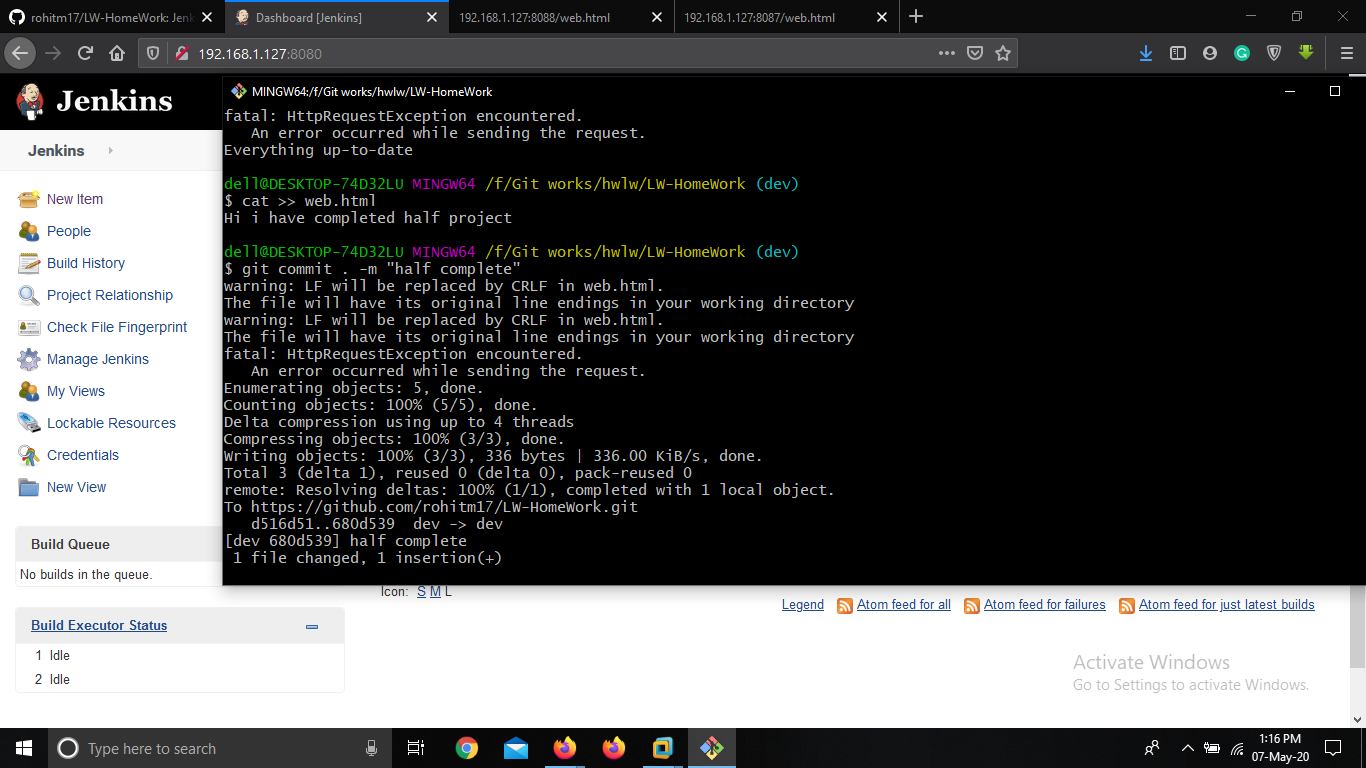 rohitm17/LW-HomeWork: Jenk
Dashboard [Jenkins]
192.168.1.127:8088/web.html
192.168.1.127:8087/web.html
192.168.1.127:8080
Jenkins
MINGW64:/f/Git works/hwlw/LW-HomeWork
fatal: HttpRequestException encountered.
An error occurred while sending the request.
Everything up-to-date
dell@DESKTOP-74D32LU MINGW64 /f/Git works/hwlw/LW-HomeWork (dev)
$ cat >> web.html
Hi i have completed half project
dell@DESKTOP-74D32LU MINGW64 /f/Git works/hwlw/LW-HomeWork (dev)
$ git commit . -m "half complete"
warning: LF will be replaced by CRLF in web.html.
The file will have its original line endings in your working directory
warning: LF will be replaced by CRLF in web.html.
The file will have its original line endings in your working directory
fatal: HttpRequestException encountered.
An error occurred while sending the request.
Enumerating objects: 5, done.
Counting objects: 100% (5/5), done.
Delta compression using up to 4 threads
Compressing objects: 100% (3/3), done.
Writing objects: 100% (3/3), 336 bytes | 336.00 KiB/s, done.
Total 3 (delta 1), reused 0 (delta 0), pack-reused 0
remote: Resolving deltas: 100% (1/1), completed with 1 local object.
To https://github.com/rohitm17/LW-HomeWork.git
d516d51..680d539 dev -> dev
[dev 680d539] half complete
1 file changed, 1 insertion(+)
Jenkins
New Item
People
Build History
Project Relationship
Check File Fingerprint
Manage Jenkins
My Views
Lockable Resources
Credentials
New View
Build Queue
No builds in the queue.
Build Executor Status
1 Idle
2 Idle
Icon: S M L
Legend
Atom feed for all
Atom feed for failures
Atom feed for just latest builds
Activate Windows
Go to Settings to activate Windows.
Type here to search
1:16 PM
07-May-20